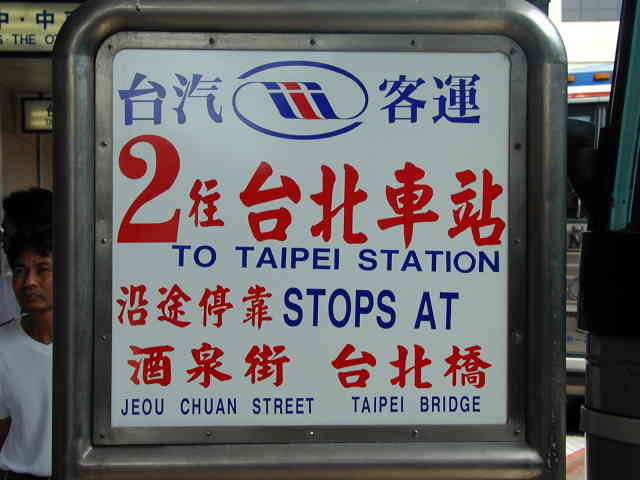 台汽 客運
2 往 台北車站
TO TAIPEI STATION
沿途停靠 STOPS AT
酒泉街 台北橋
JEOU CHUAN STREET TAIPEI BRIDGE